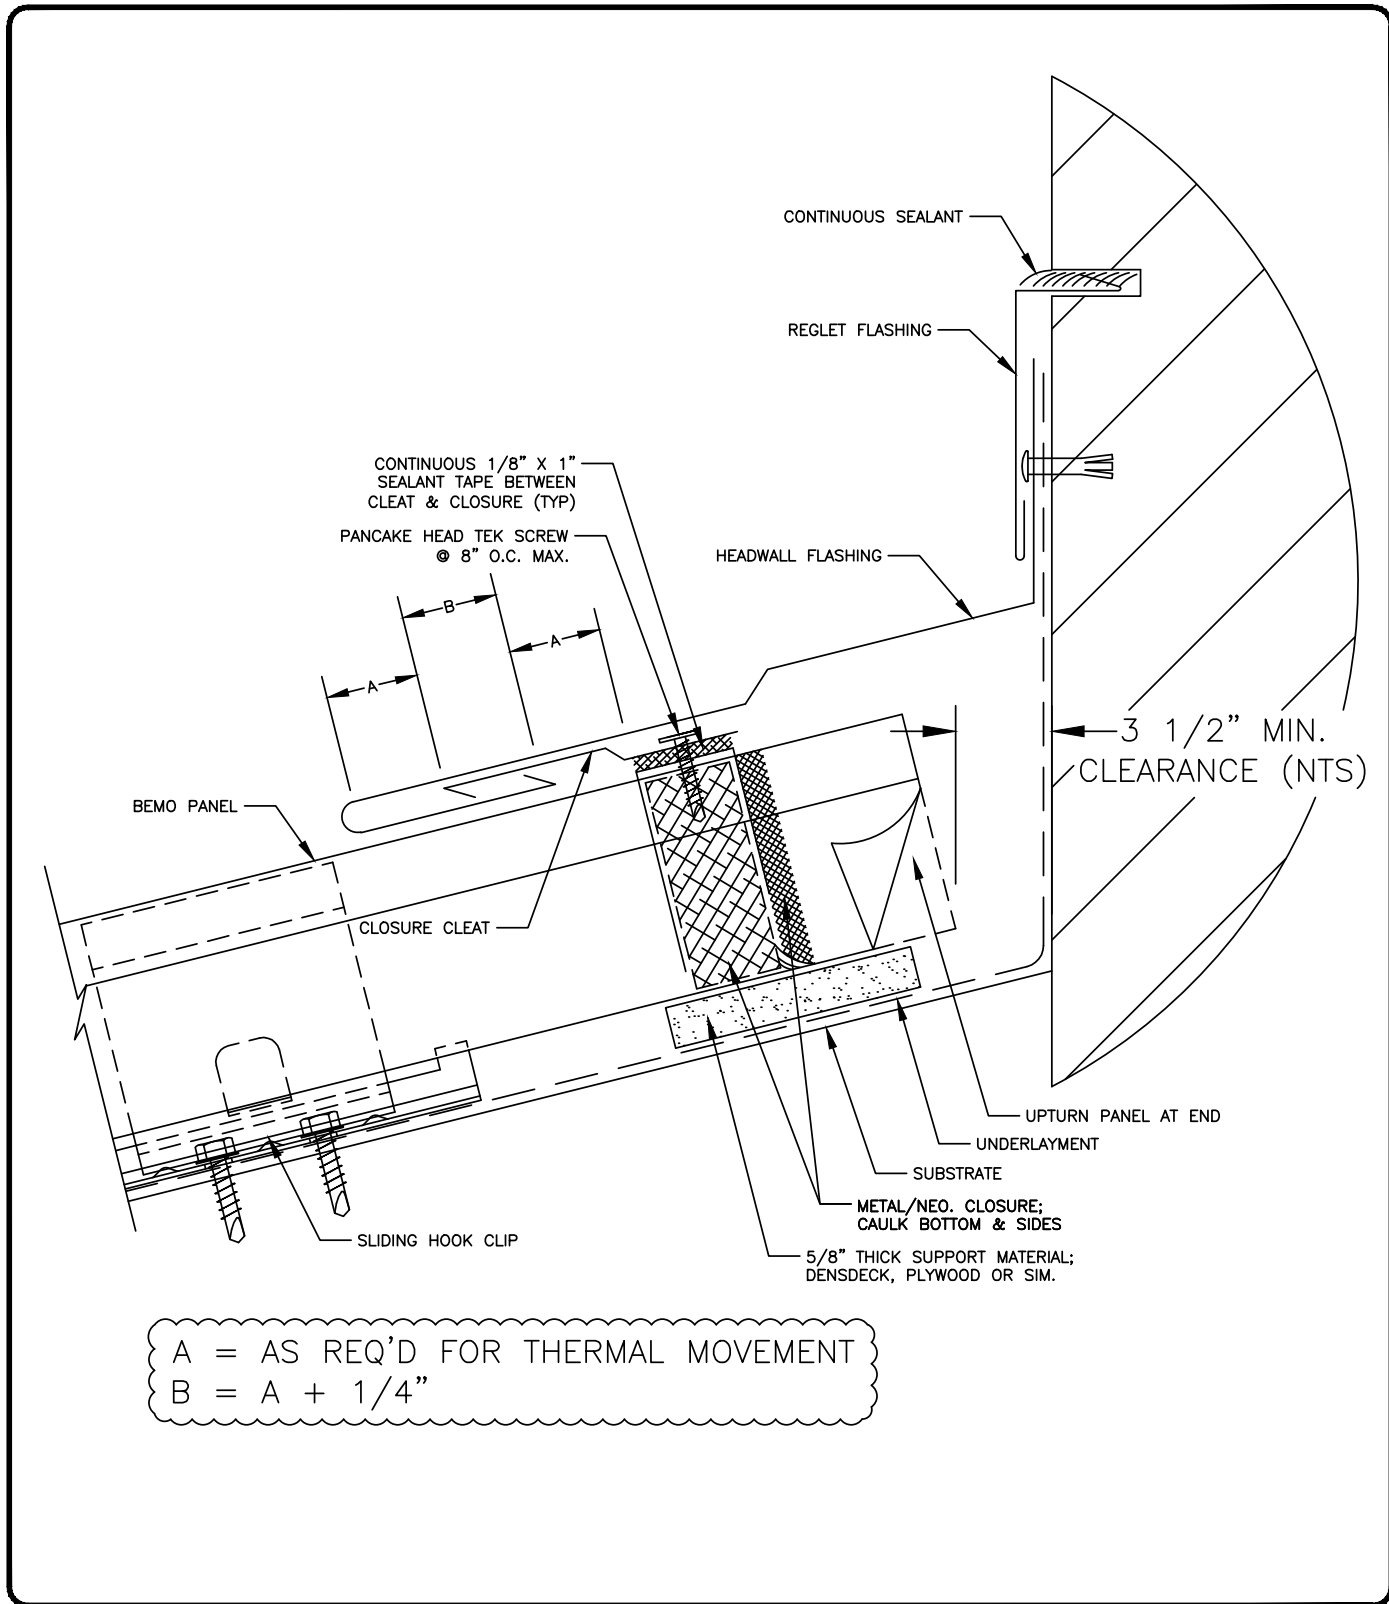 CONTINUOUS SEALANT
REGLET FLASHING
CONTINUOUS 1/8” X 1”
SEALANT TAPE BETWEEN
CLEAT & CLOSURE (TYP)
PANCAKE HEAD TEK SCREW
@ 8” O.C. MAX.
HEADWALL FLASHING
B
A
A
3 1/2” MIN.
CLEARANCE (NTS)
BEMO PANEL
CLOSURE CLEAT
UPTURN PANEL AT END
UNDERLAYMENT
SUBSTRATE
METAL/NEO. CLOSURE;
CAULK BOTTOM & SIDES
SLIDING HOOK CLIP
5/8” THICK SUPPORT MATERIAL;
DENSDECK, PLYWOOD OR SIM.
A = AS REQ’D FOR THERMAL MOVEMENT
B = A + 1/4”